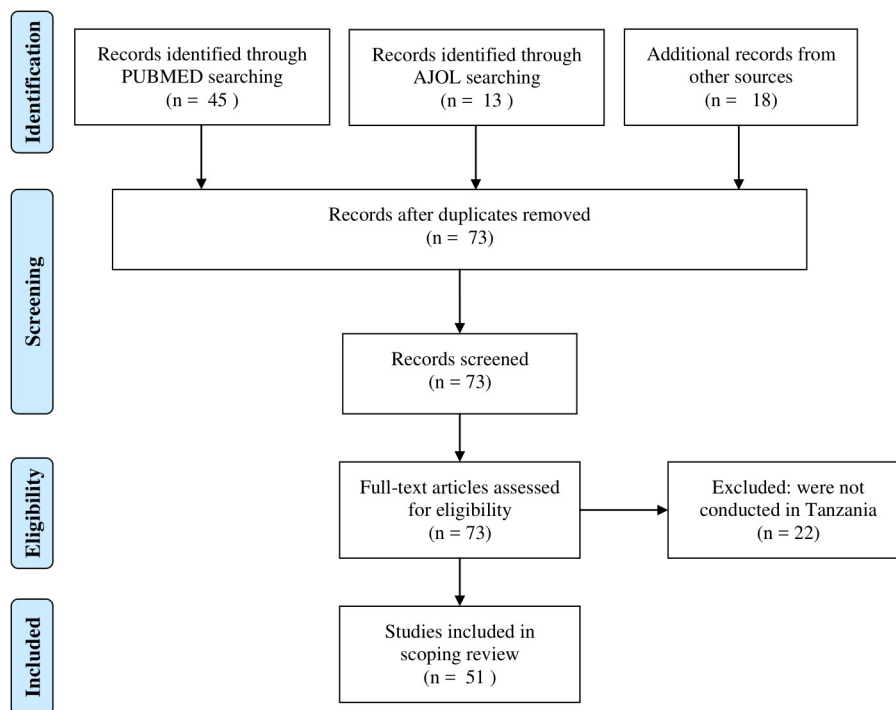 Identification
Records identified through
PUBMED searching
(n = 45 )
Records identified through
AJOL searching
(n = 13 )
Additional records from
other sources
(n = 18)
Screening
Records after duplicates removed
(n = 73)
Records screened
(n = 73)
Eligibility
Full-text articles assessed
for eligibility
(n = 73)
Excluded: were not
conducted in Tanzania
(n = 22)
Included
Studies included in
scoping review
(n = 51 )